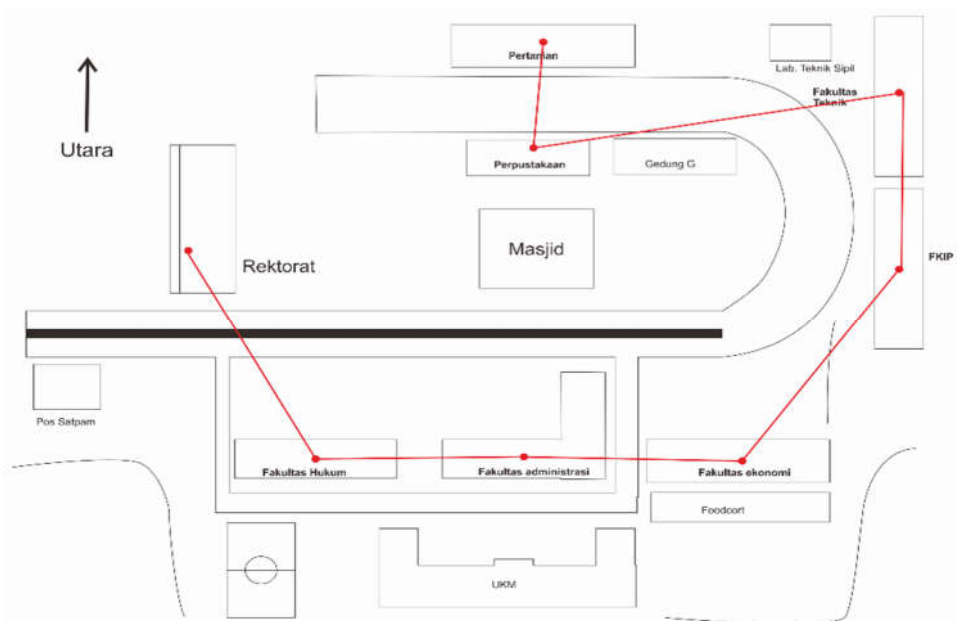 Pertanian
Lab. Teknik Sipil
Fakultas
Teknik
Utara
Perpustakaan
Gedung G
Masjid
Rektorat
FKIP
Pos Satpam
Fakultas Hukum
Fakultas administrasi
Fakultas ekonomi
Foodcort
UKM